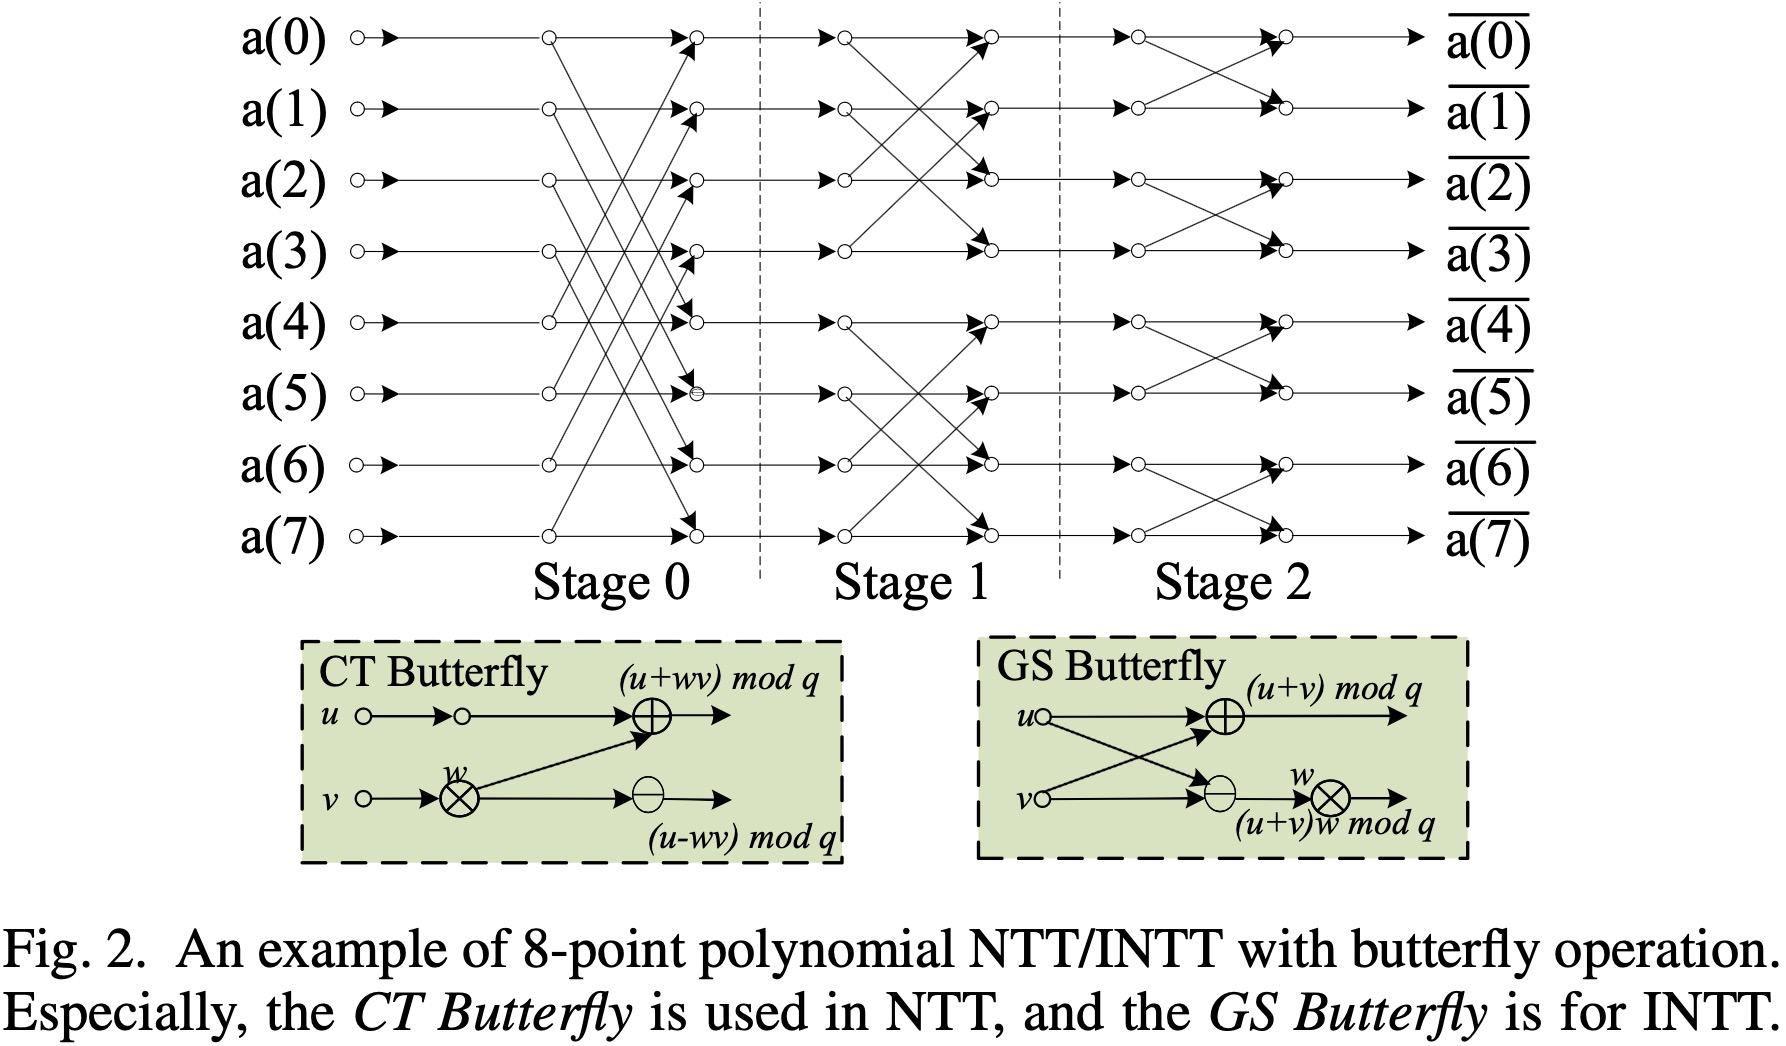 a(0) a(0)
a(1) a(1)
a(2) a(2)
a(3) a(3)
a(4) a(4)
a(5) a(5)
a(6) a(6)
a(7) a(7)
Stage 0 Stage 1 Stage 2
CT Butterfly
(u+wv) mod q
u
w
v
(u-wv) mod q
GS Butterfly
(u+v) mod q
u
w
v
(u+v)w mod q
Fig. 2. An example of 8-point polynomial NTT/INTT with butterfly operation.
Especially, the CT Butterfly is used in NTT, and the GS Butterfly is for INTT.